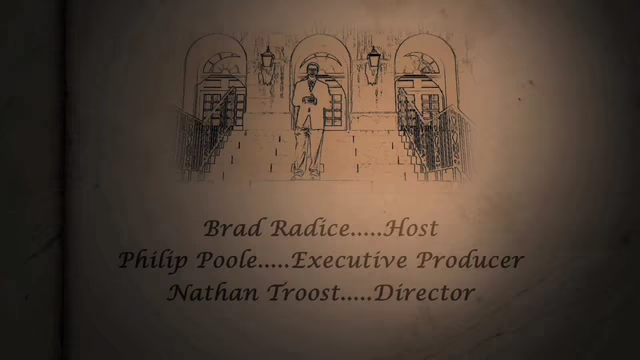 Brad Radice.....Host
Philip Poole.....Executive Producer
Nathan Troost.....Director